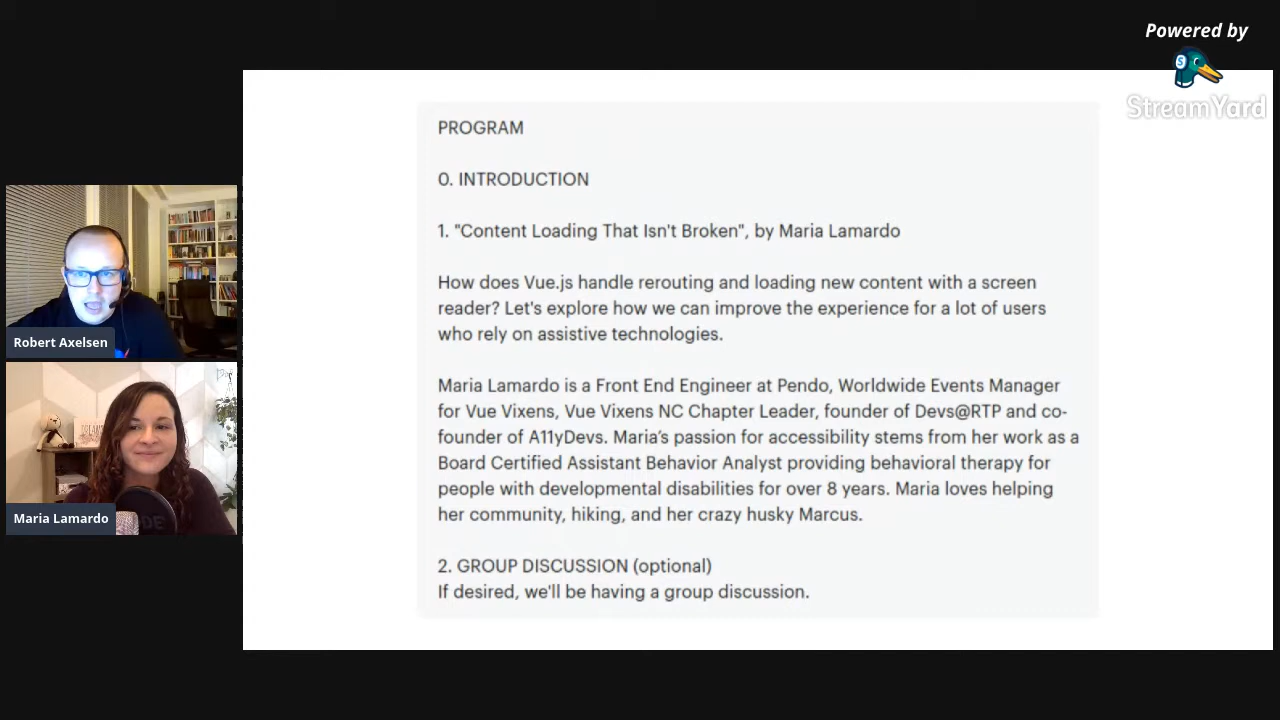 Powered by
StreamYard
PROGRAM
0. INTRODUCTION
1. "Content Loading That Isn't Broken", by Maria Lamardo
How does Vue.js handle rerouting and loading new content with a screen
reader? Let's explore how we can improve the experience for a lot of users
who rely on assistive technologies.
Maria Lamardo is a Front End Engineer at Pendo, Worldwide Events Manager
for Vue Vixens, Vue Vixens NC Chapter Leader, founder of Devs@RTP and co-
founder of A11yDevs. Maria's passion for accessibility stems from her work as a
Board Certified Assistant Behavior Analyst providing behavioral therapy for
people with developmental disabilities for over 8 years. Maria loves helping
her community, hiking, and her crazy husky Marcus.
2. GROUP DISCUSSION (optional)
If desired, we'll be having a group discussion.
Robert Axelsen
Maria Lamardo